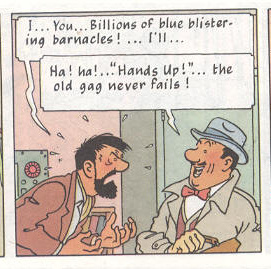 I... You... Billions of blue blister-
ing barnacles! ... I'll...
Ha! ha!... "Hands Up!"... the
old gag never fails!